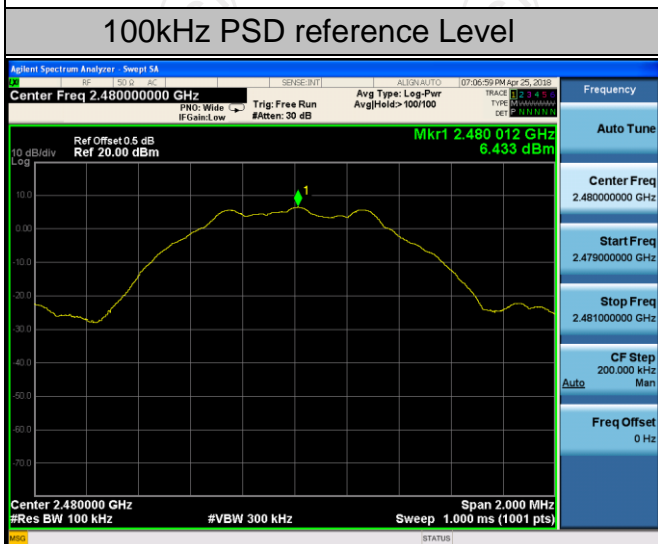 100kHz PSD reference Level
Agilent Spectrum Analyzer - Swept SA
RF 50 Ω AC SENSE:INT ALIGN AUTO 07:06:59 PM Apr 25, 2018
Center Freq 2.480000000 GHz
PNO: Wide
IFGain:Low
Trig: Free Run
#Atten: 30 dB
Avg Type: Log-Pwr
Avg|Hold:> 100/100
TRACE 1 2 3 4 5 6
TYPE M
DET P N N N N N
Frequency
Auto Tune
Center Freq
2.480000000 GHz
Start Freq
2.479000000 GHz
Stop Freq
2.481000000 GHz
CF Step
200.000 kHz
Auto Man
Freq Offset
0 Hz
Mkr1 2.480 012 GHz
6.433 dBm
Ref Offset 0.5 dB
10 dB/div Ref 20.00 dBm
Log
1
10.0
0.00
-10.0
-20.0
-30.0
-40.0
-50.0
-60.0
-70.0
Center 2.480000 GHz Span 2.000 MHz
#Res BW 100 kHz #VBW 300 kHz Sweep 1.000 ms (1001 pts)
MSG STATUS